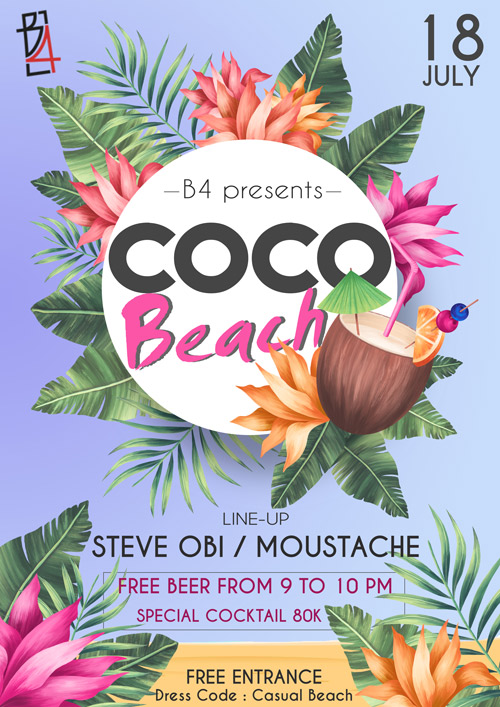 B4
18
JULY
—B4 presents—
COCO
Beach
LINE-UP
STEVE OBI / MOUSTACHE
FREE BEER FROM 9 TO 10 PM
SPECIAL COCKTAIL 80K
FREE ENTRANCE
Dress Code : Casual Beach